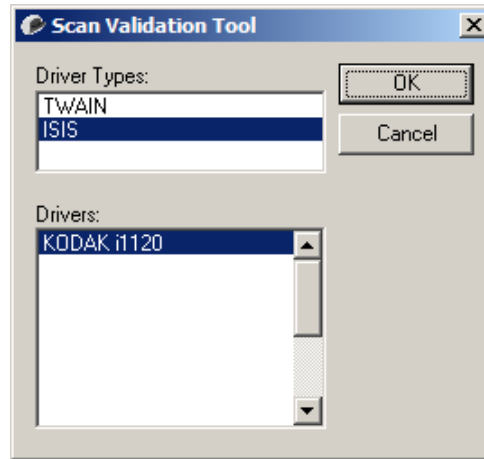 Scan Validation Tool
Driver Types:
TWAIN
ISIS
OK
Cancel
Drivers:
KODAK i1120